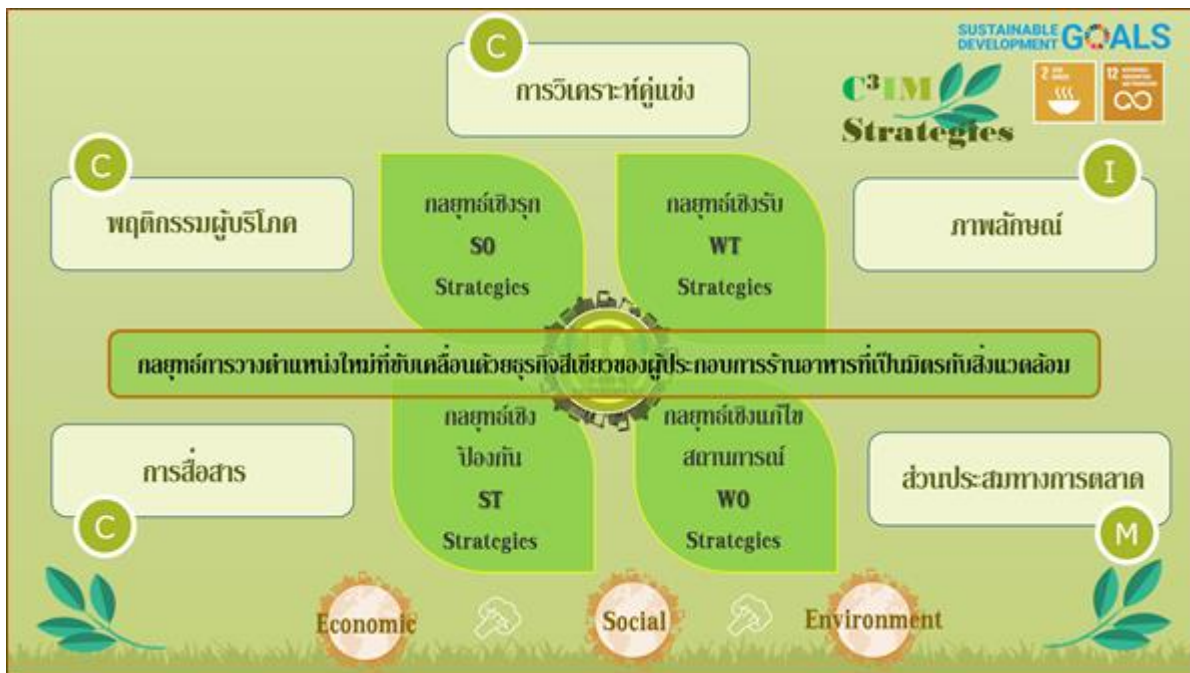 SUSTAINABLE
DEVELOPMENT GOALS
C
การวิเคราะห์คู่แข่ง
C³IM
Strategies
2
12
C
พฤติกรรมผู้บริโภค
กลยุทธ์เชิงรุก
SO
Strategies
กลยุทธ์เชิงรับ
WT
Strategies
I
ภาพลักษณ์
กลยุทธ์การวางตำแหน่งใหม่ที่ขับเคลื่อนด้วยธุรกิจสีเขียวของผู้ประกอบการร้านอาหารที่เป็นมิตรกับสิ่งแวดล้อม
การสื่อสาร
C
กลยุทธ์เชิง
ป้องกัน
ST
Strategies
กลยุทธ์เชิงแก้ไข
สถานการณ์
WO
Strategies
ส่วนประสมทางการตลาด
M
Economic
Social
Environment